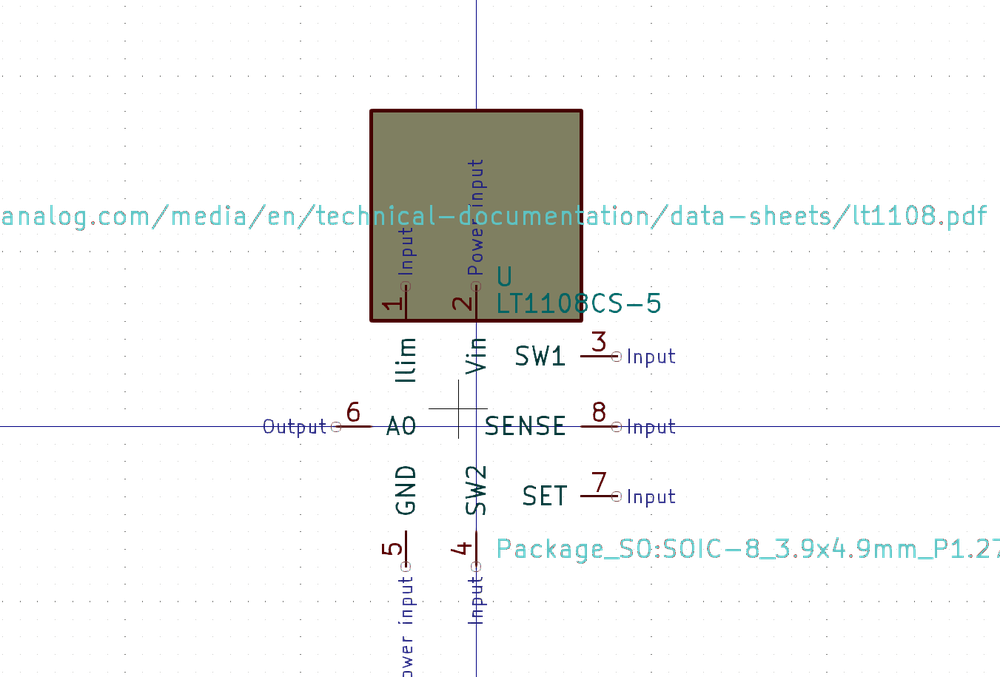 Power input
analog.com/media/en/technical-documentation/data-sheets/lt1108.pdf
Input
U
1
2
LT1108CS-5
Ilim
Vin
SW1
3
Input
Output
6
A0
SENSE
8
Input
GND
SW2
SET
7
Input
5
4
Package_SO:SOIC-8_3.9x4.9mm_P1.27
ower input
Input